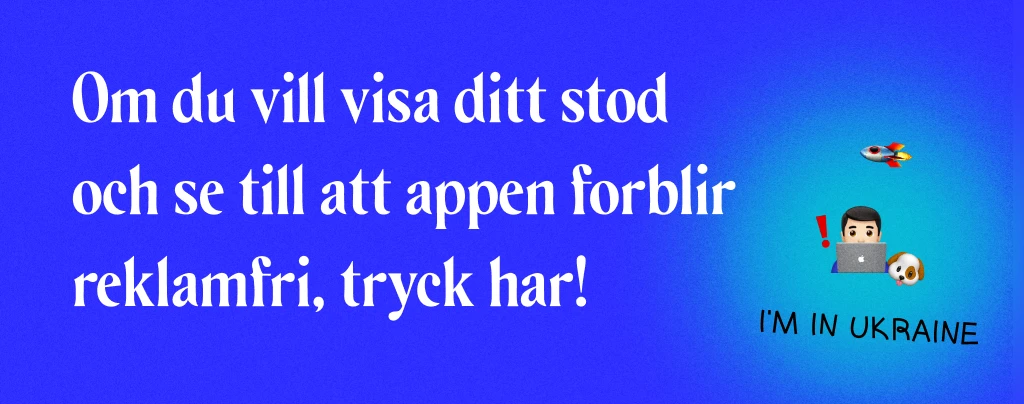 Om du vill visa ditt stod
och se till att appen forblir
reklamfri, tryck har!
I'M IN UKRAINE